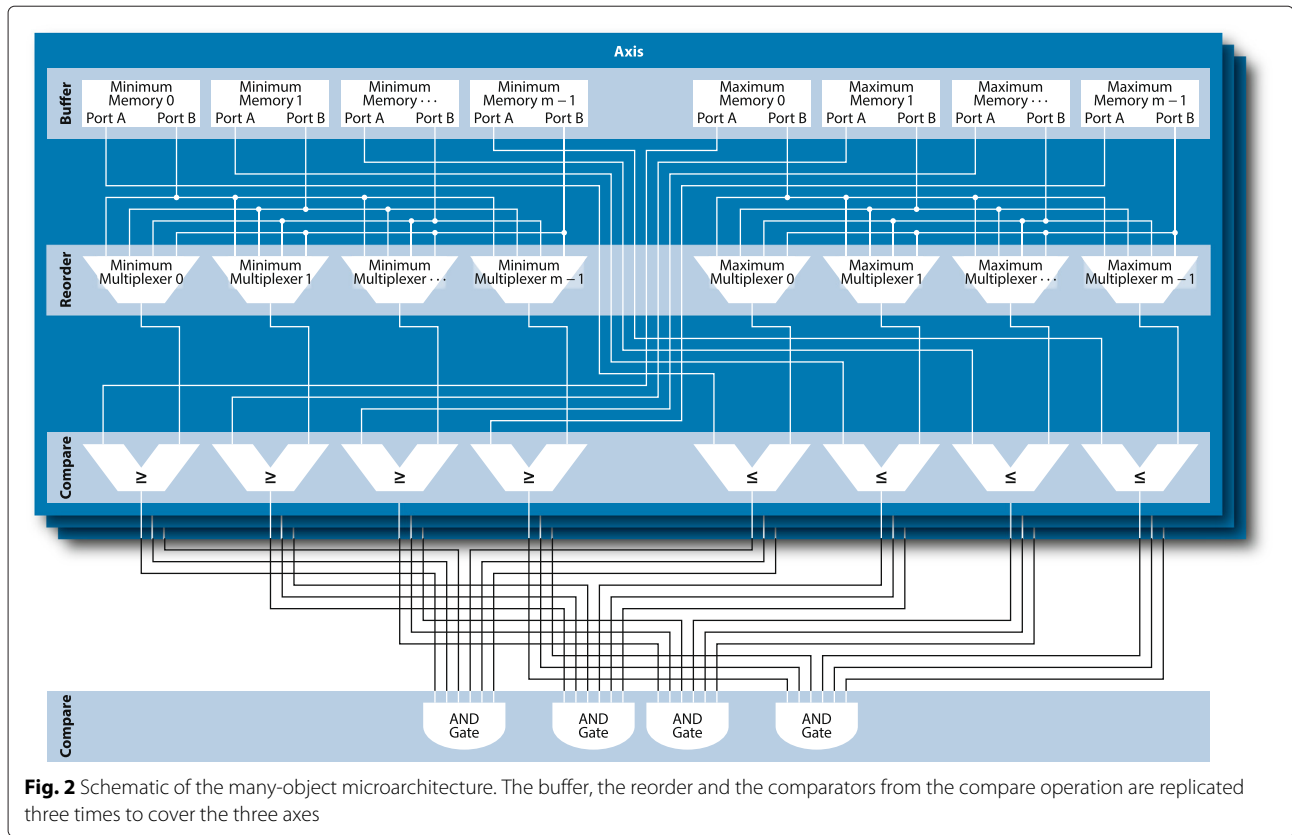 Axis
Buffer
Minimum Memory 0
Port A Port B
Minimum Memory 1
Port A Port B
Minimum Memory ···
Port A Port B
Minimum Memory m − 1
Port A Port B
Maximum Memory 0
Port A Port B
Maximum Memory 1
Port A Port B
Maximum Memory ···
Port A Port B
Maximum Memory m − 1
Port A Port B
Reorder
Minimum Multiplexer 0
Minimum Multiplexer 1
Minimum Multiplexer ···
Minimum Multiplexer m − 1
Maximum Multiplexer 0
Maximum Multiplexer 1
Maximum Multiplexer ···
Maximum Multiplexer m − 1
Compare
≥ ≥ ≥ ≥ ≤ ≤ ≤ ≤
Compare
AND Gate
AND Gate
AND Gate
AND Gate
Fig. 2 Schematic of the many-object microarchitecture. The buffer, the reorder and the comparators from the compare operation are replicated
three times to cover the three axes